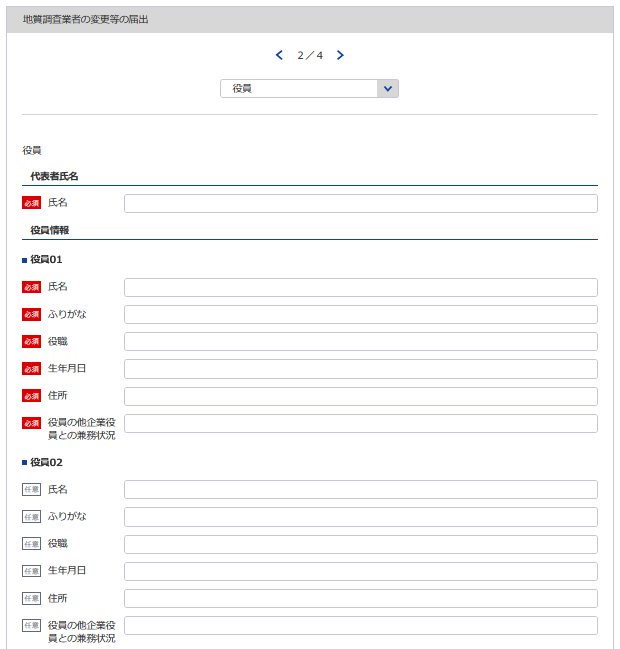 地質調査業者の変更等の届出
2／4
役員
役員
代表者氏名
必須 氏名
役員情報
役員01
必須 氏名
必須 ふりがな
必須 役職
必須 生年月日
必須 住所
必須 役員の他企業役
員との兼務状況
役員02
任意 氏名
任意 ふりがな
任意 役職
任意 生年月日
任意 住所
任意 役員の他企業役
員との兼務状況